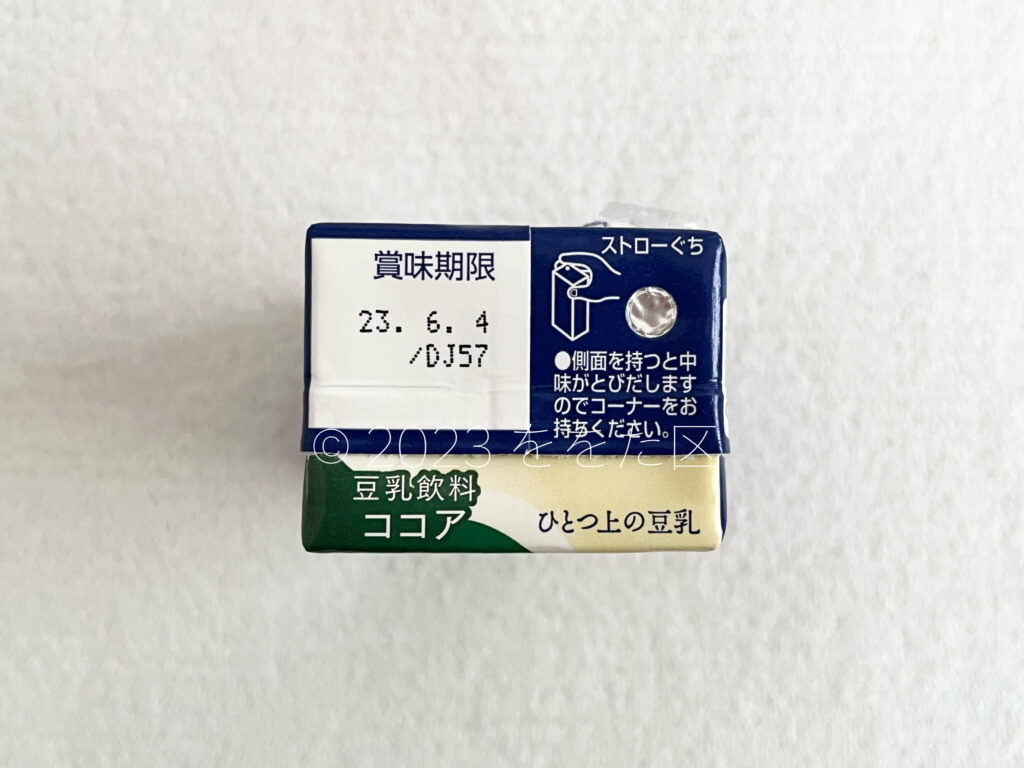 賞味期限
23. 6. 4
/DJ57
ストローぐち
●側面を持つと中
味がとびだします
のでコーナーをお
持ちください。
© 2023 ををた区
豆乳飲料
ココア
ひとつ上の豆乳